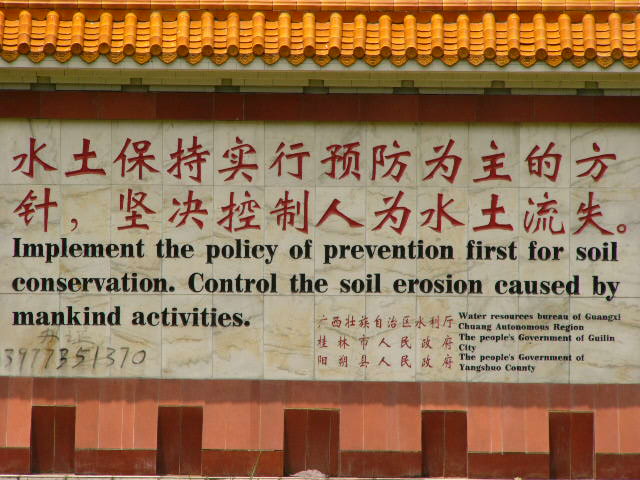 水土保持实行预防为主的方
针，坚决控制人为水土流失。
Implement the policy of prevention first for soil
conservation. Control the soil erosion caused by
mankind activities.
广西壮族自治区水利厅
桂林市人民政府
阳朔县人民政府
Water resources bureau of Guangxi
Chuang Autonomous Region
The people's Government of Guilin
City
The people's Government of
Yangshuo County
办证
3977351370